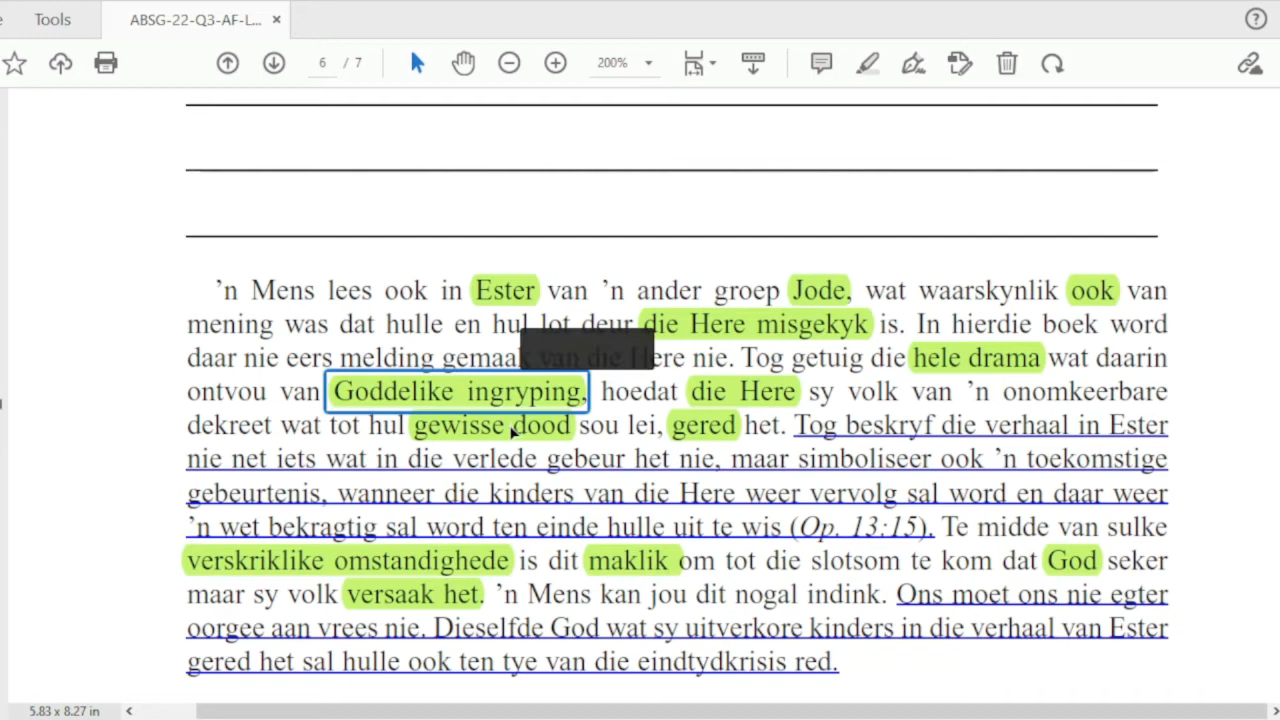 e Tools ABSG-22-Q3-AF-L... ×
6 / 7 200%
’n Mens lees ook in Ester van ’n ander groep Jode, wat waarskynlik ook van
mening was dat hulle en hul lot deur die Here misgekyk is. In hierdie boek word
daar nie eers melding gemaak van die Here nie. Tog getuig die hele drama wat daarin
ontvou van Goddelike ingryping, hoedat die Here sy volk van ’n onomkeerbare
dekreet wat tot hul gewisse dood sou lei, gered het. Tog beskryf die verhaal in Ester
nie net iets wat in die verlede gebeur het nie, maar simboliseer ook ’n toekomstige
gebeurtenis, wanneer die kinders van die Here weer vervolg sal word en daar weer
’n wet bekragtig sal word ten einde hulle uit te wis (Op. 13:15). Te midde van sulke
verskriklike omstandighede is dit maklik om tot die slotsom te kom dat God seker
maar sy volk versaak het. ’n Mens kan jou dit nogal indink. Ons moet ons nie egter
oorgee aan vrees nie. Dieselfde God wat sy uitverkore kinders in die verhaal van Ester
gered het sal hulle ook ten tye van die eindtydkrisis red.
5.83 x 8.27 in